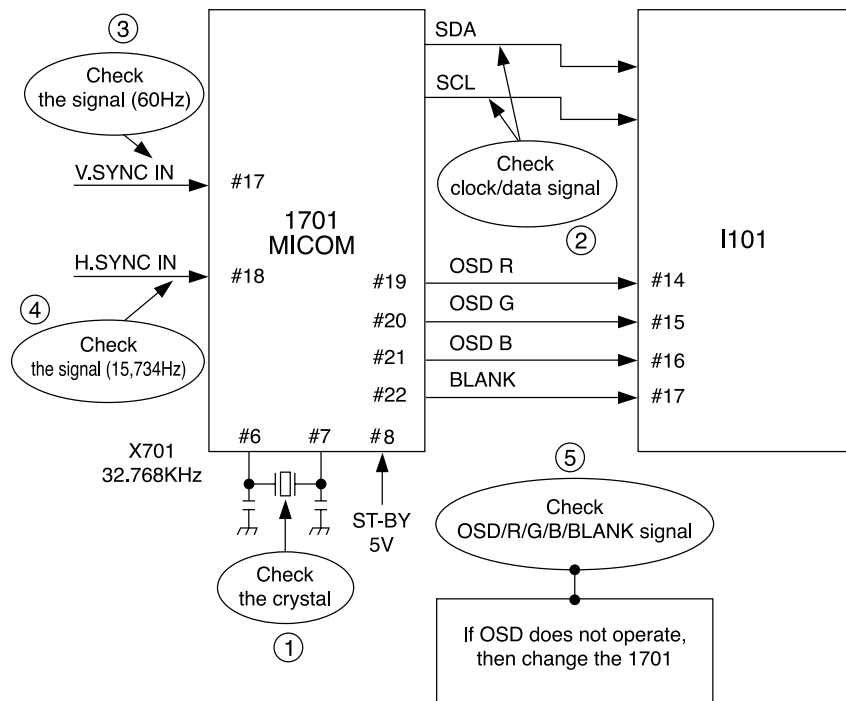 ③
Check
the signal (60Hz)
V.SYNC IN
#17
H.SYNC IN
#18
④
Check
the signal (15,734Hz)
1701
MICOM
SDA
SCL
Check
clock/data signal
②
I101
#19
OSD R
#14
#20
OSD G
#15
#21
OSD B
#16
#22
BLANK
#17
#6
#7
#8
X701
32.768KHz
ST-BY
5V
Check
the crystal
①
⑤
Check
OSD/R/G/B/BLANK signal
If OSD does not operate,
then change the 1701